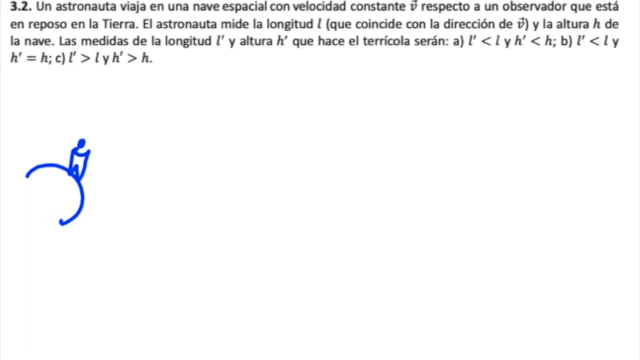 3.2. Un astronauta viaja en una nave espacial con velocidad constante v⃗ respecto a un observador que está
en reposo en la Tierra. El astronauta mide la longitud l (que coincide con la dirección de v⃗) y la altura h de
la nave. Las medidas de la longitud l′ y altura h′ que hace el terrícola serán: a) l′ < l y h′ < h; b) l′ < l y
h′ = h; c) l′ > l y h′ > h.